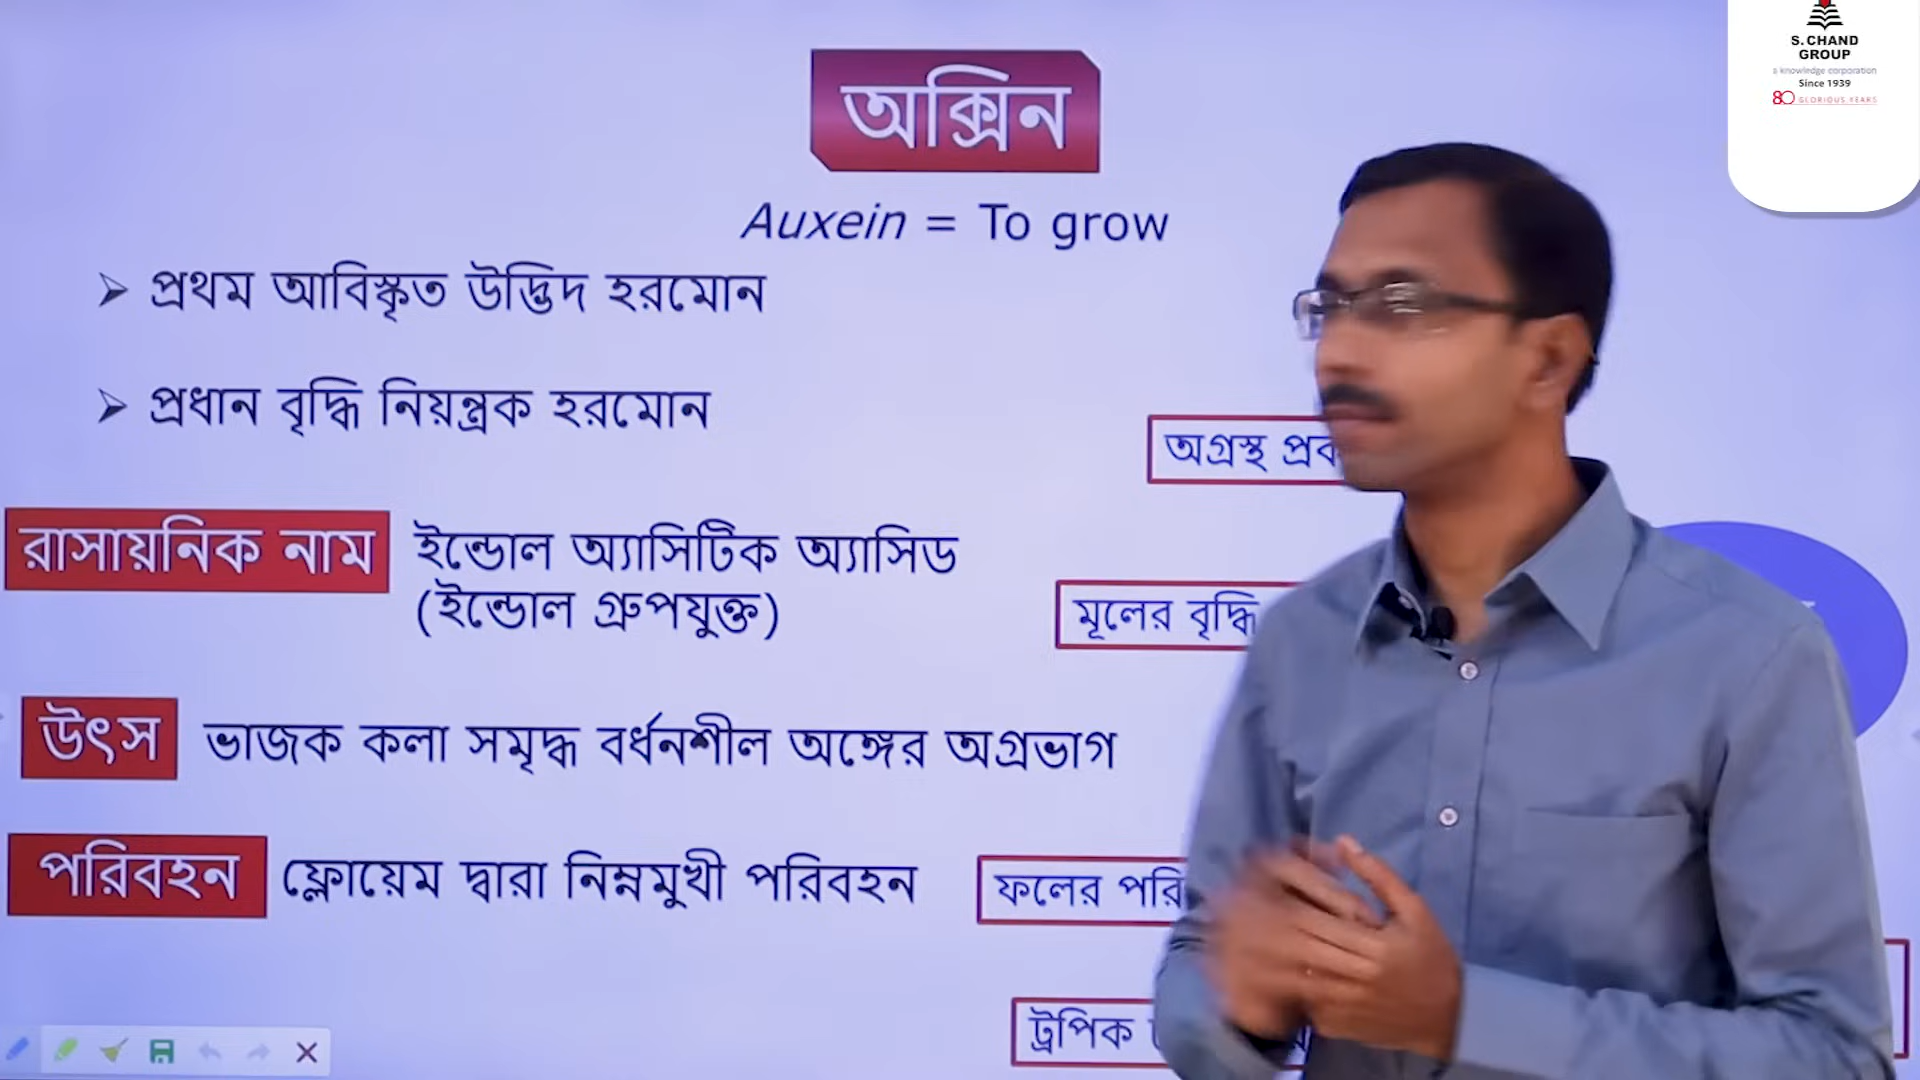 S. CHAND
GROUP
a knowledge corporation
Since 1939
80 GLORIOUS YEARS
অক্সিন
Auxein = To grow
➢ প্রথম আবিস্কৃত উদ্ভিদ হরমোন
➢ প্রধান বৃদ্ধি নিয়ন্ত্রক হরমোন
অগ্রস্থ
রাসায়নিক নাম ইন্ডোল অ্যাসিটিক অ্যাসিড
(ইন্ডোল গ্রুপযুক্ত)
মূলের বৃদ্ধি
উৎস ভাজক কলা সমৃদ্ধ বর্ধনশীল অঙ্গের অগ্রভাগ
পরিবহন ফ্লোয়েম দ্বারা নিম্নমুখী পরিবহন
ফলের
ট্রপিক